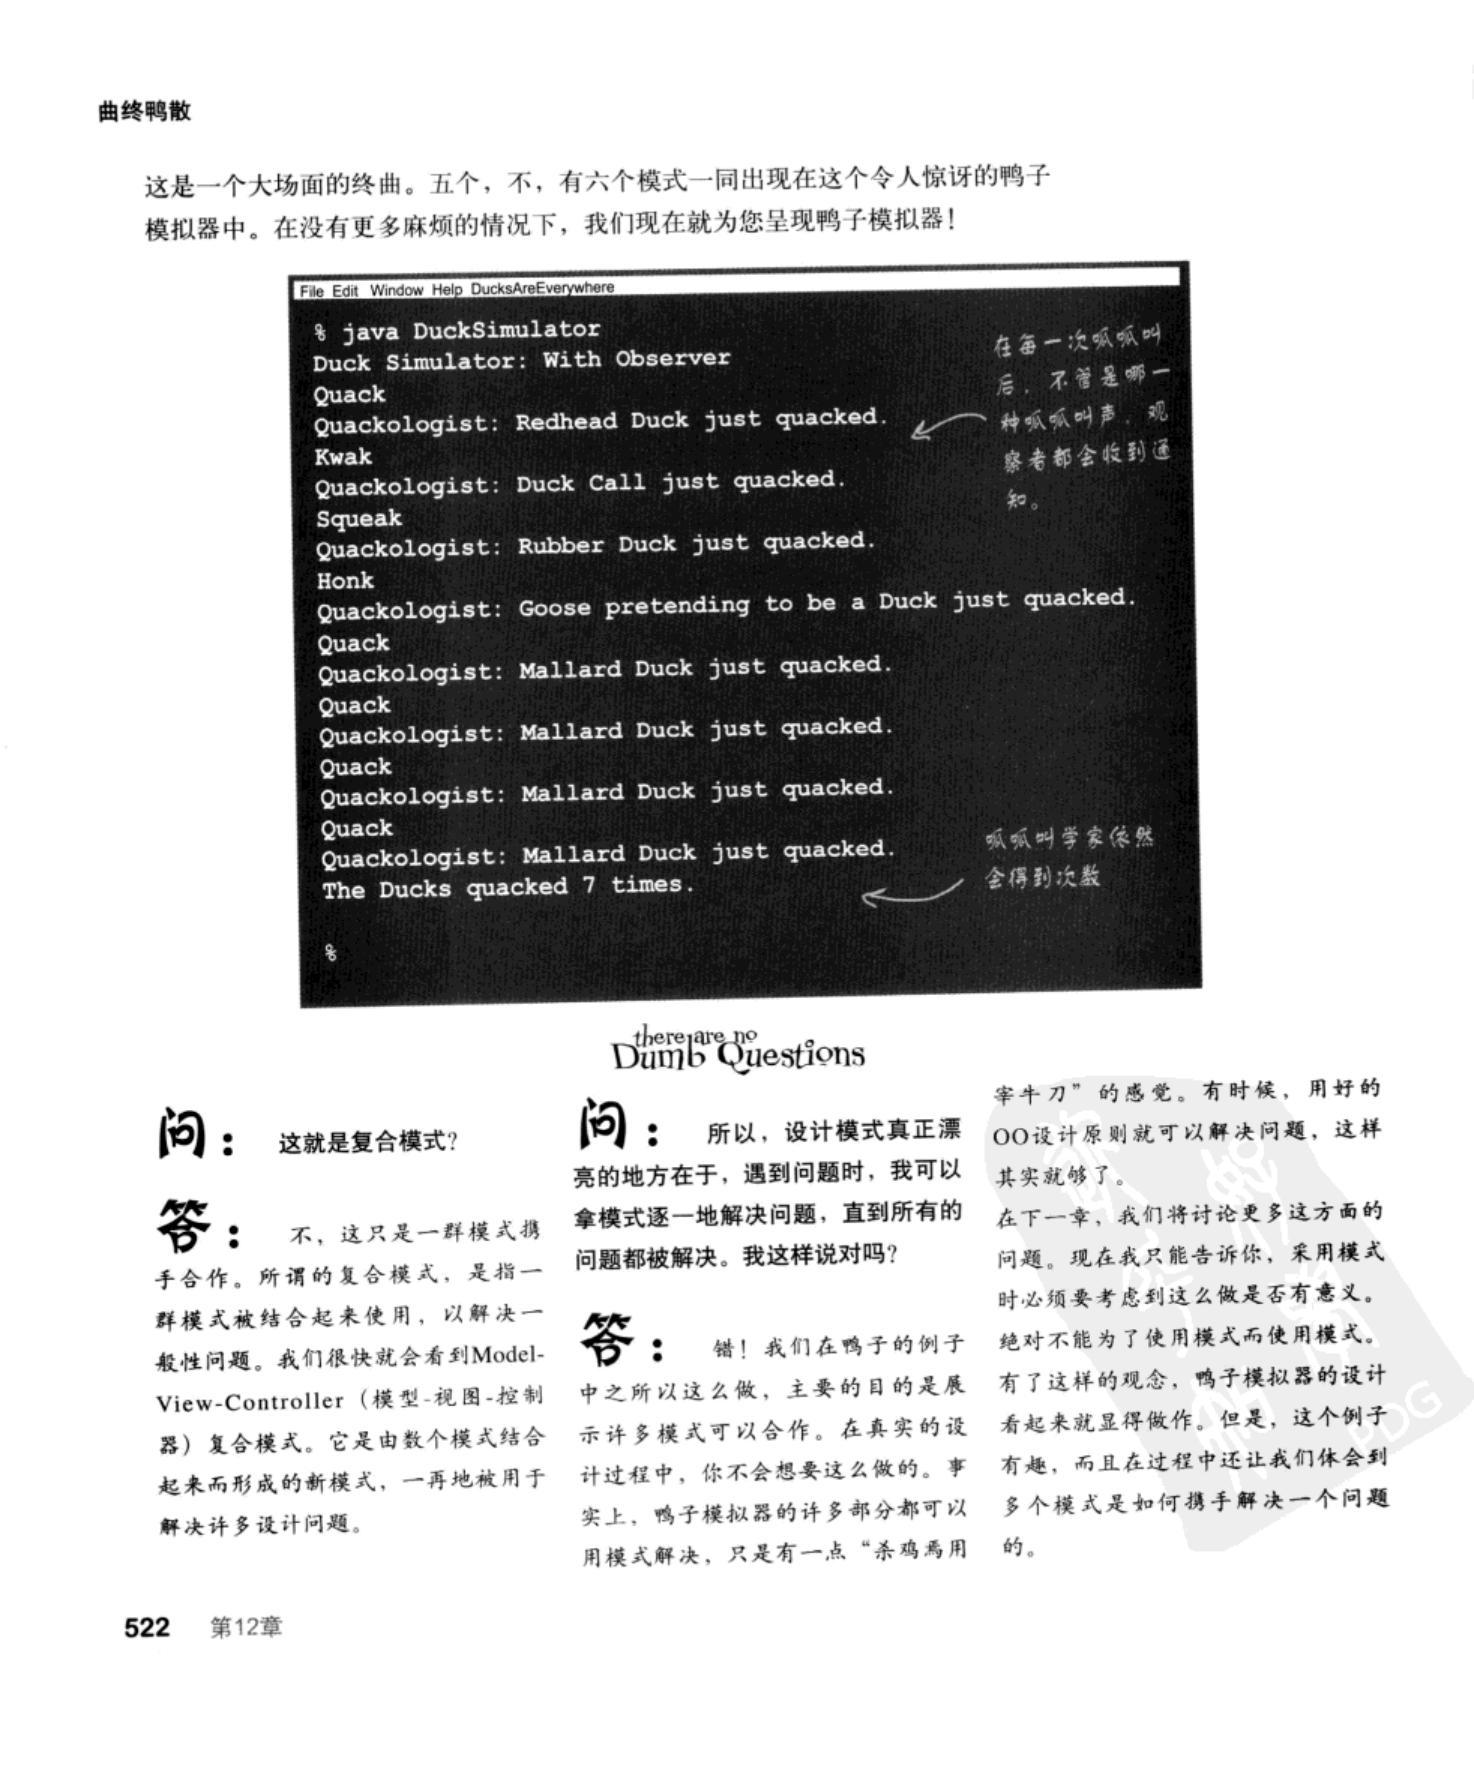 曲终鸭散
这是一个大场面的终曲。五个，不，有六个模式一同出现在这个令人惊讶的鸭子
模拟器中。在没有更多麻烦的情况下，我们现在就为您呈现鸭子模拟器！
File Edit Window Help DucksAreEverywhere
% java DuckSimulator
Duck Simulator: With Observer
Quack
Quackologist: Redhead Duck just quacked.
Kwak
Quackologist: Duck Call just quacked.
Squeak
Quackologist: Rubber Duck just quacked.
Honk
Quackologist: Goose pretending to be a Duck just quacked.
Quack
Quackologist: Mallard Duck just quacked.
Quack
Quackologist: Mallard Duck just quacked.
Quack
Quackologist: Mallard Duck just quacked.
Quack
Quackologist: Mallard Duck just quacked.
The Ducks quacked 7 times.
%
在每一次呱呱叫
后，不管是哪一
种呱呱叫声，观
察者都会收到通
知。
呱呱叫学家依然
会得到次数
there are no
Dumb Questions
问： 这就是复合模式？
答： 不，这只是一群模式携
手合作。所谓的复合模式，是指一
群模式被结合起来使用，以解决一
般性问题。我们很快就会看到Model-
View-Controller（模型-视图-控制
器）复合模式。它是由数个模式结合
起来而形成的新模式，一再地被用于
解决许多设计问题。
问： 所以，设计模式真正漂
亮的地方在于，遇到问题时，我可以
拿模式逐一地解决问题，直到所有的
问题都被解决。我这样说对吗？
答： 错！我们在鸭子的例子
中之所以这么做，主要的目的是展
示许多模式可以合作。在真实的设
计过程中，你不会想要这么做的。事
实上，鸭子模拟器的许多部分都可以
用模式解决，只是有一点“杀鸡焉用
宰牛刀”的感觉。有时候，用好的
OO设计原则就可以解决问题，这样
其实就够了。
在下一章，我们将讨论更多这方面的
问题。现在我只能告诉你，采用模式
时必须要考虑到这么做是否有意义。
绝对不能为了使用模式而使用模式。
有了这样的观念，鸭子模拟器的设计
看起来就显得做作。但是，这个例子
有趣，而且在过程中还让我们体会到
多个模式是如何携手解决一个问题
的。
PDG
522 第12章